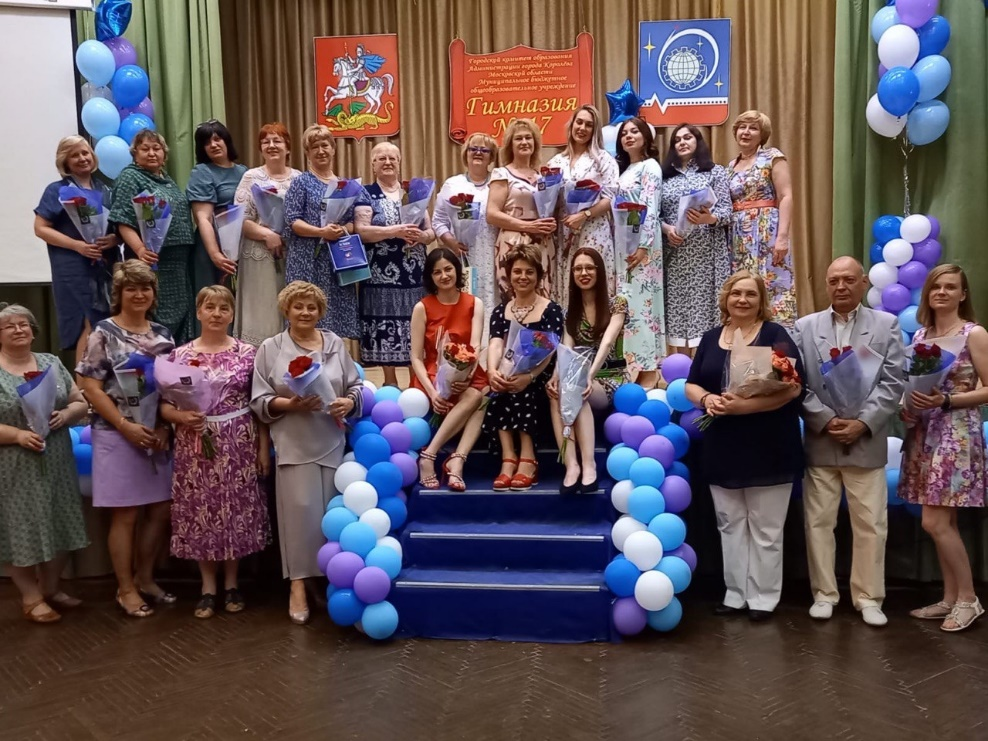 Городской комитет образования
Администрации города Королёва
Московской области
Муниципальное бюджетное
общеобразовательное учреждение
Гимназия
№17